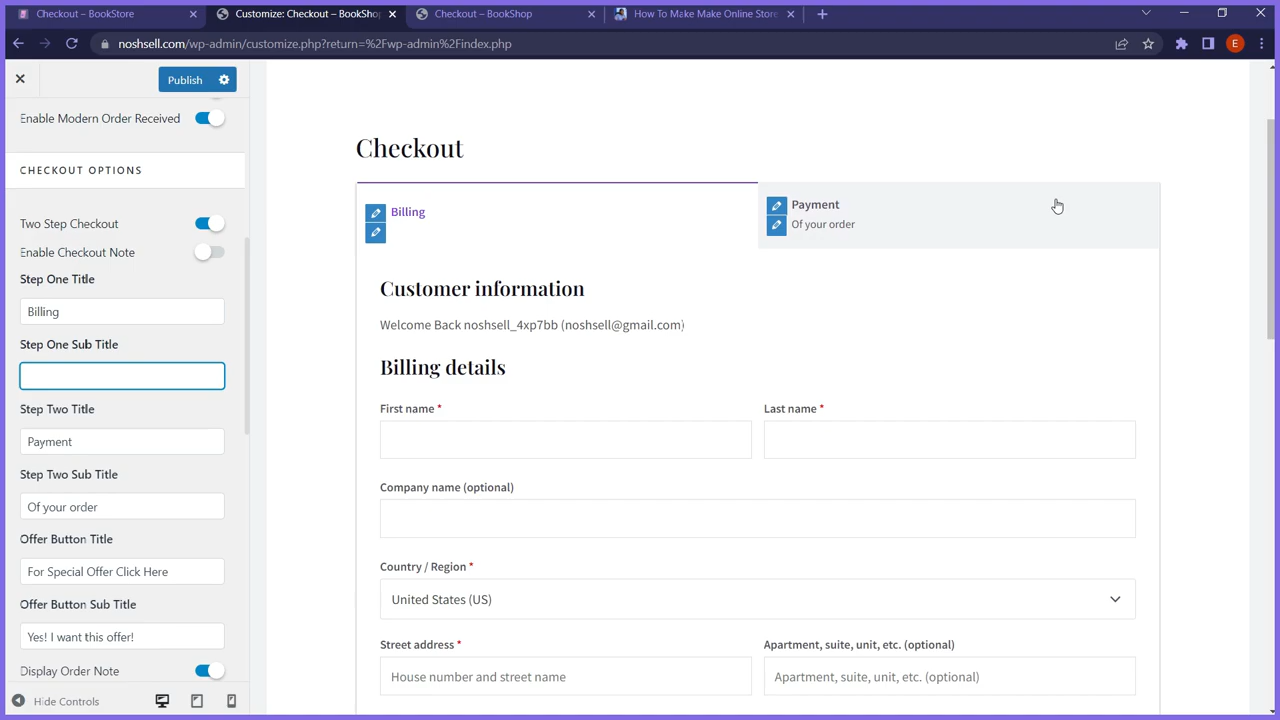 Checkout – BookStore
Customize: Checkout – BookSho
Checkout – BookShop
How To Make Make Online Store
noshsell.com/wp-admin/customize.php?return=%2Fwp-admin%2Findex.php
E
Publish
Enable Modern Order Received
CHECKOUT OPTIONS
Two Step Checkout
Enable Checkout Note
Step One Title
Billing
Step One Sub Title
Step Two Title
Payment
Step Two Sub Title
Of your order
Offer Button Title
For Special Offer Click Here
Offer Button Sub Title
Yes! I want this offer!
Display Order Note
Hide Controls
Checkout
Billing
Payment
Of your order
Customer information
Welcome Back noshsell_4xp7bb (noshsell@gmail.com)
Billing details
First name *
Last name *
Company name (optional)
Country / Region *
United States (US)
Street address *
Apartment, suite, unit, etc. (optional)
House number and street name
Apartment, suite, unit, etc. (optional)